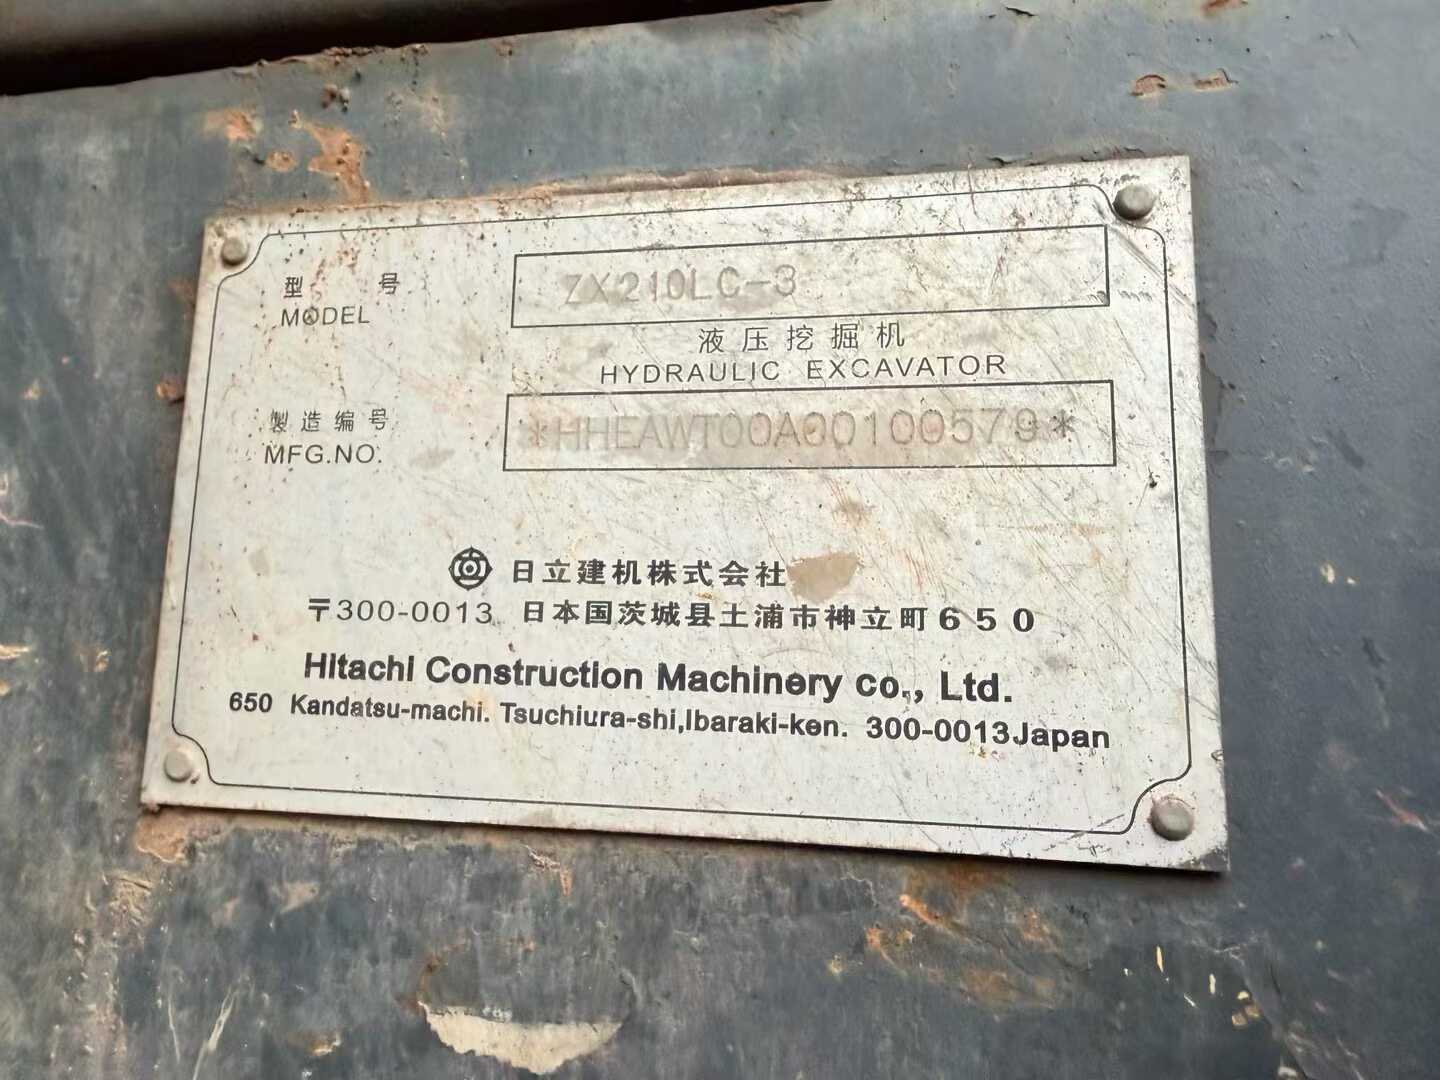 型 号 ZX210LC-3
MODEL
液压挖掘机
HYDRAULIC EXCAVATOR
製造编号 *HHEAWT00A00100579*
MFG.NO.
日立建机株式会社
〒300-0013 日本国茨城县土浦市神立町650
Hitachi Construction Machinery co., Ltd.
650 Kandatsu-machi. Tsuchiura-shi,Ibaraki-ken. 300-0013Japan